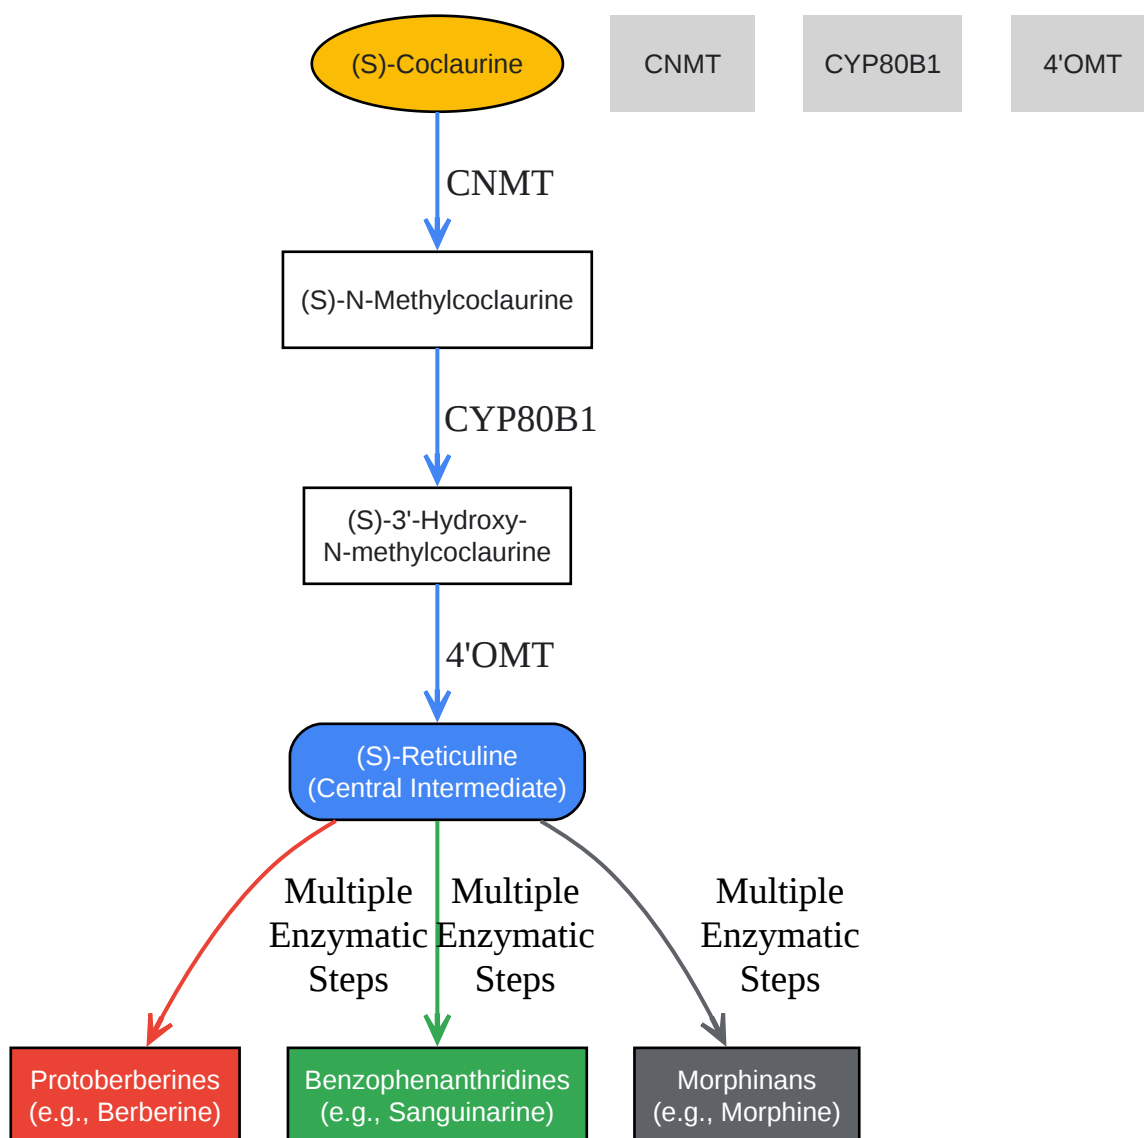 (S)-Coclaurine
CNMT
CYP80B1
4'OMT
CNMT
(S)-N-Methylcoclaurine
CYP80B1
(S)-3'-Hydroxy-
N-methylcoclaurine
4'OMT
(S)-Reticuline
(Central Intermediate)
Multiple
Enzymatic
Steps
Multiple
Enzymatic
Steps
Multiple
Enzymatic
Steps
Protoberberines
(e.g., Berberine)
Benzophenanthridines
(e.g., Sanguinarine)
Morphinans
(e.g., Morphine)